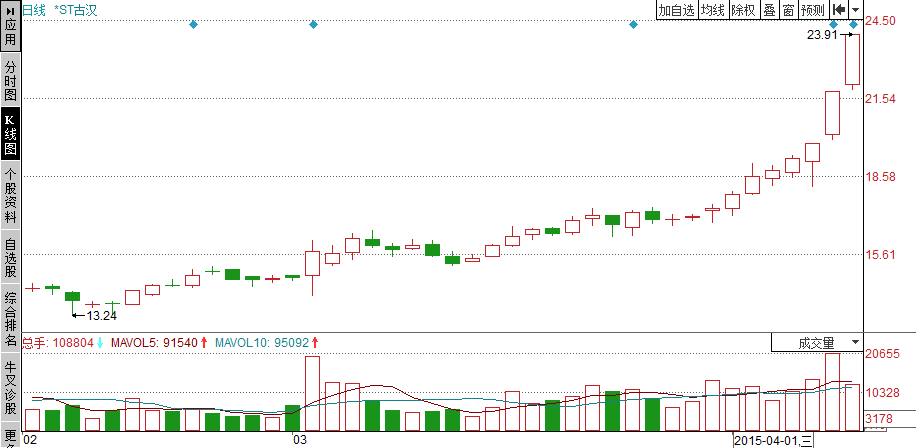 应用
分时图
K线图
个股资料
自选股
综合排名
牛叉诊股
更
日线 *ST古汉
加自选 均线 除权 叠 窗 预测
24.50
23.91
21.54
18.58
15.61
13.24
总手: 108804 MAVOL5: 91540 MAVOL10: 95092
成交量
20655
10328
3178
02 03 2015-04-01,三